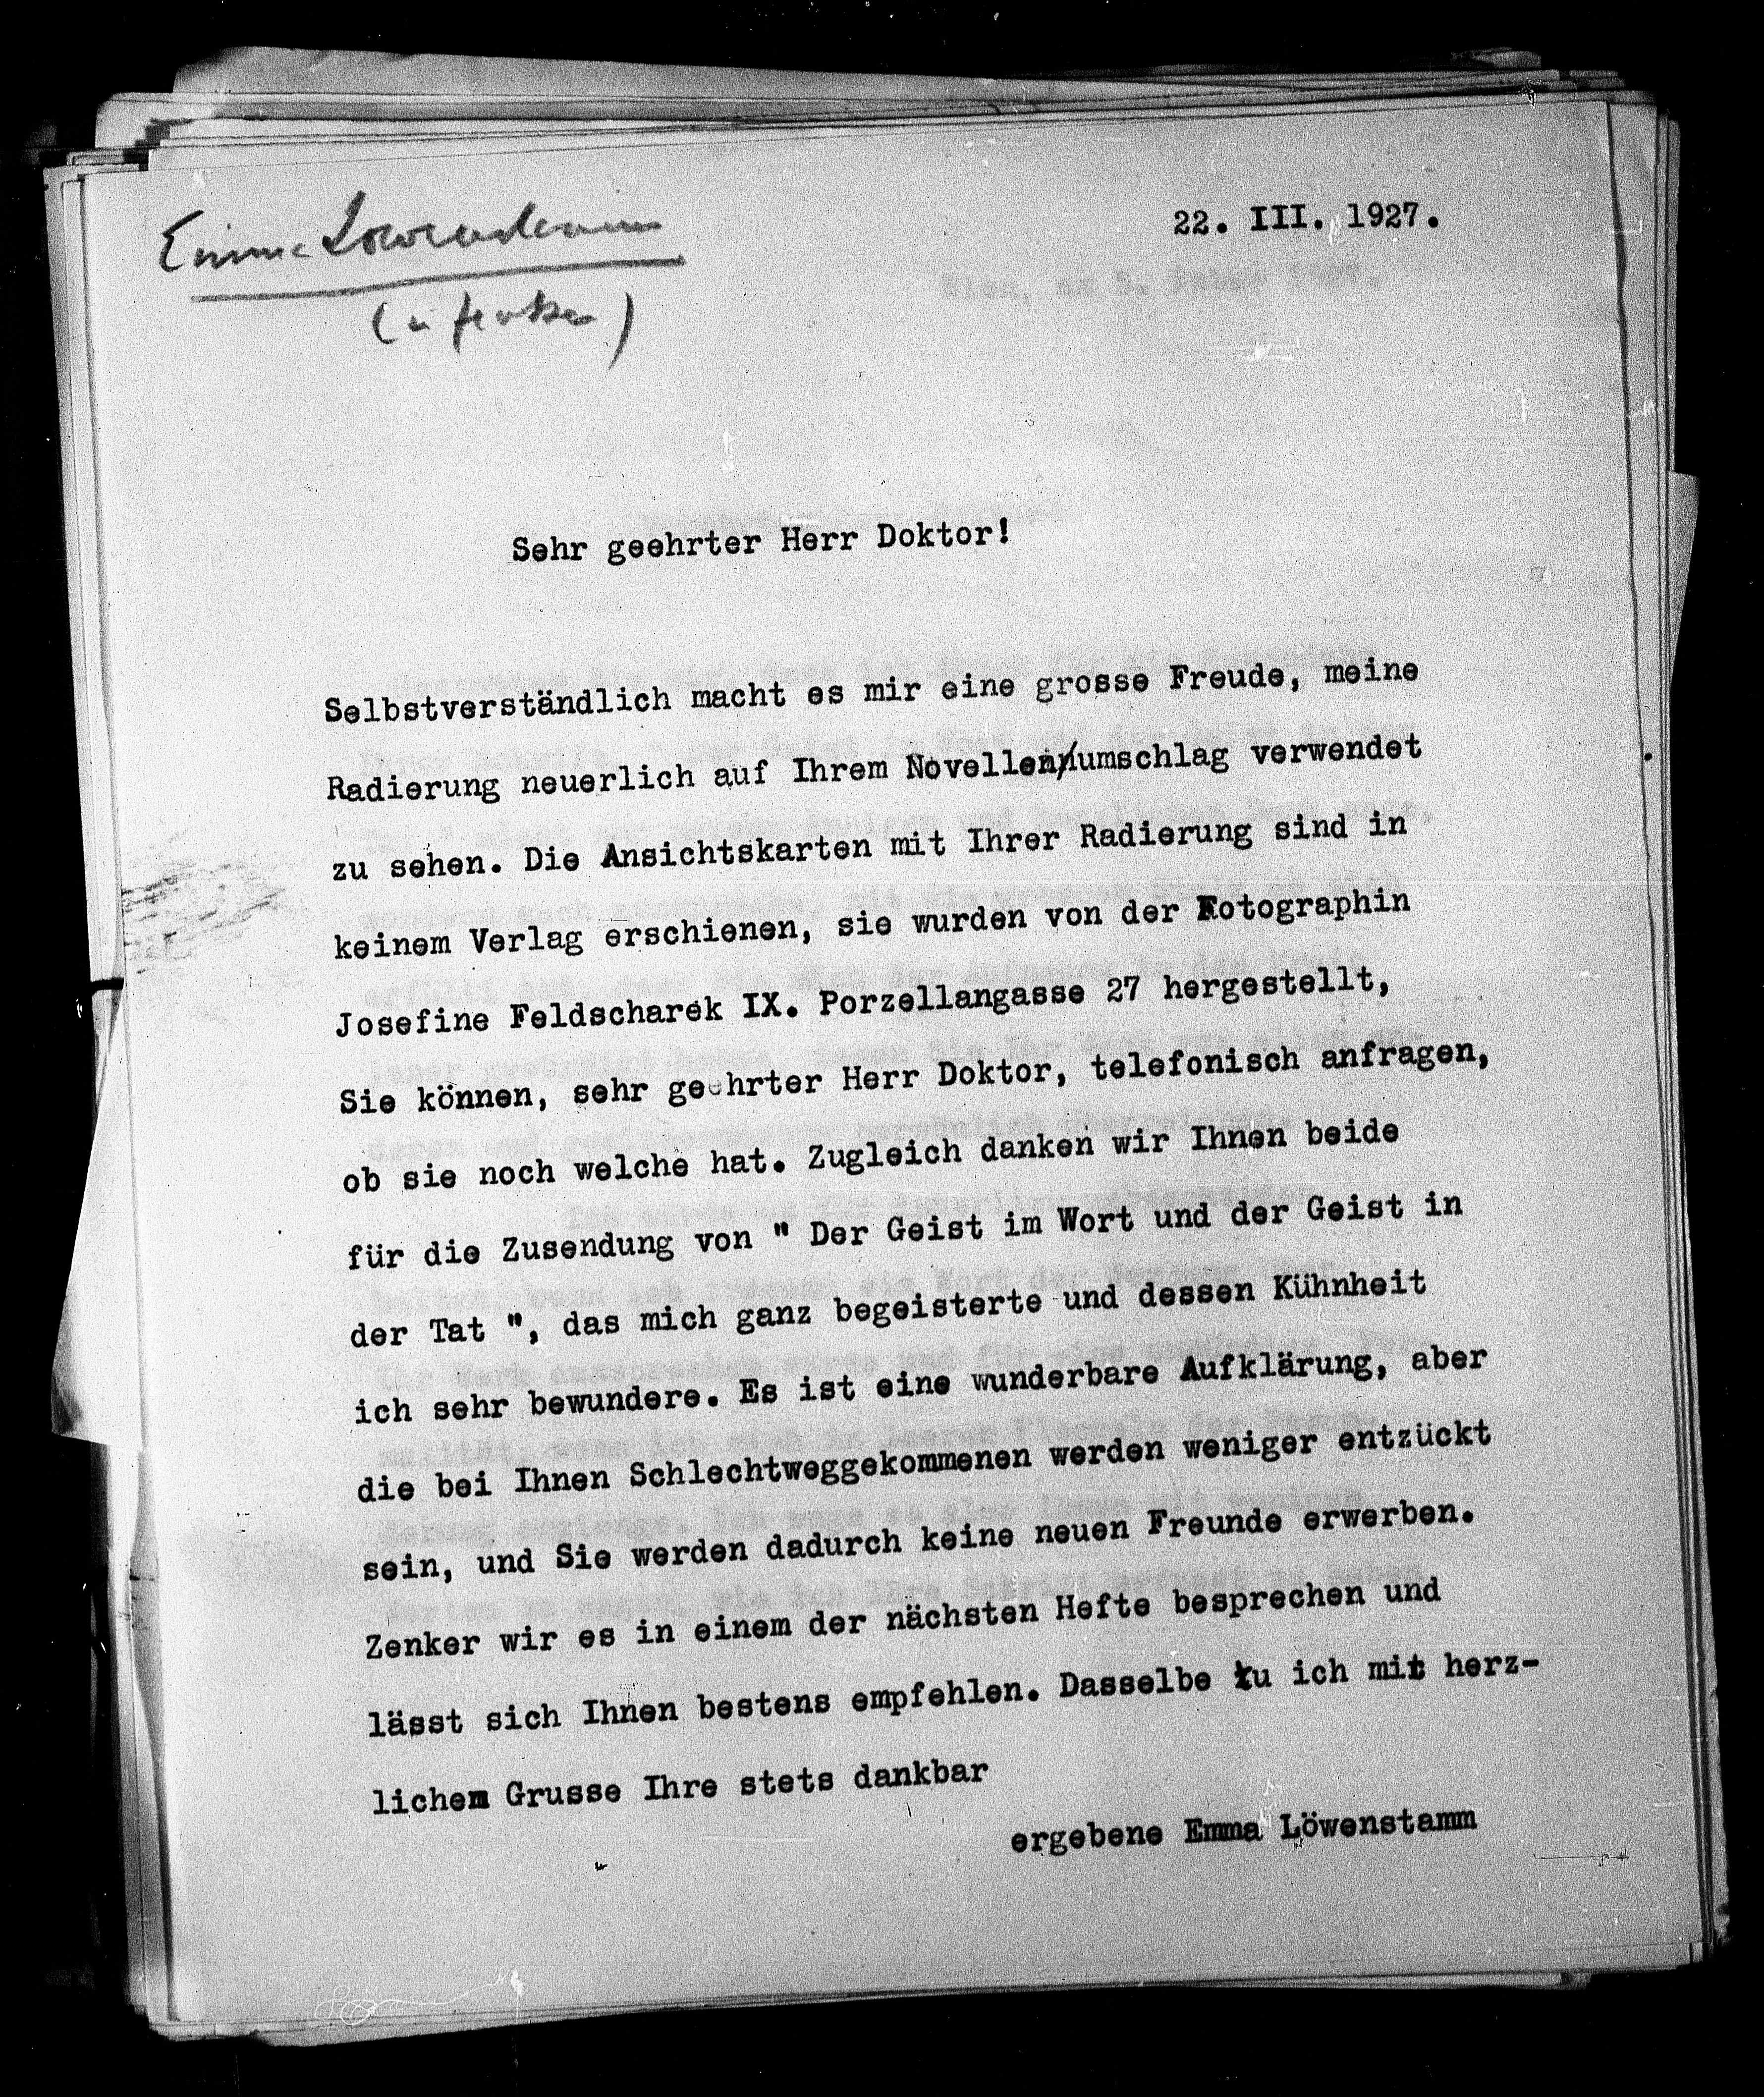 Emma Löwenstamm
22. III. 1927.
Sehr geehrter Herr Doktor!
Selbstverständlich macht es mir eine grosse Freude, meine
Radierung neuerlich auf Ihrem Novellen/umschlag verwendet
zu sehen. Die Ansichtskarten mit Ihrer Radierung sind in
keinem Verlag erschienen, sie wurden von der Fotographin
Josefine Feldscharek IX. Porzellangasse 27 hergestellt,
Sie können, sehr geehrter Herr Doktor, telefonisch anfragen,
ob sie noch welche hat. Zugleich danken wir Ihnen beide
für die Zusendung von " Der Geist im Wort und der Geist in
der Tat ", das mich ganz begeisterte und dessen Kühnheit
ich sehr bewundere. Es ist eine wunderbare Aufklärung, aber
die bei Ihnen Schlechtweggekommenen werden weniger entzückt
sein, und Sie werden dadurch keine neuen Freunde erwerben.
Zenker wir es in einem der nächsten Hefte besprechen und
lässt sich Ihnen bestens empfehlen. Dasselbe tu ich mit herz-
lichem Grusse Ihre stets dankbar
ergebene Emma Löwenstamm